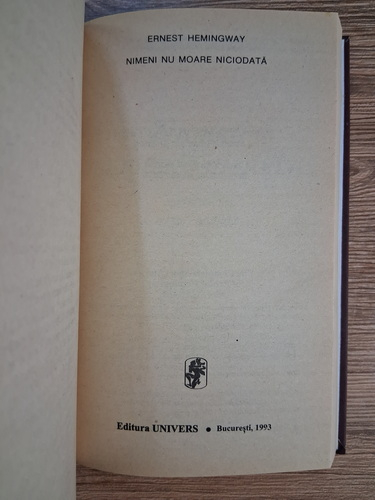 ERNEST HEMINGWAY
NIMENI NU MOARE NICIODATĂ
Editura UNIVERS ● București, 1993